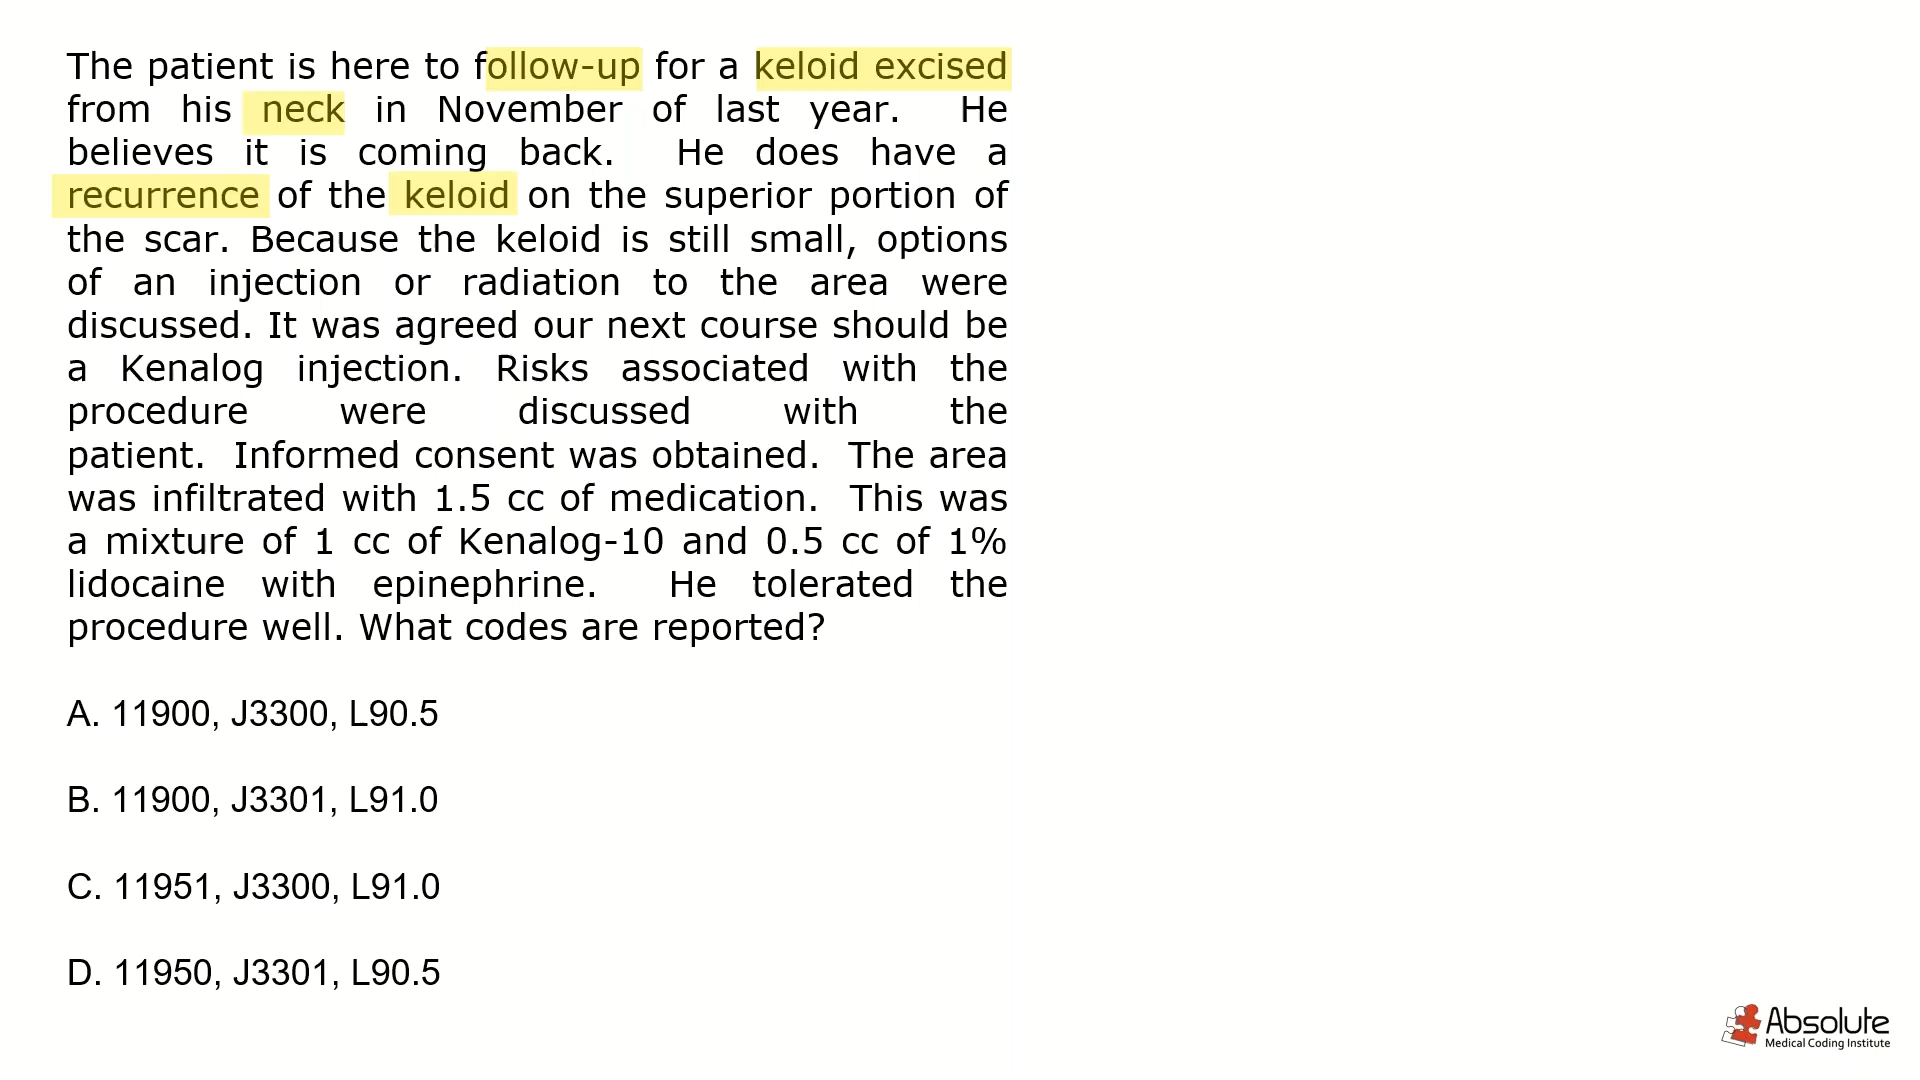 The patient is here to follow-up for a keloid excised
from his neck in November of last year. He
believes it is coming back. He does have a
recurrence of the keloid on the superior portion of
the scar. Because the keloid is still small, options
of an injection or radiation to the area were
discussed. It was agreed our next course should be
a Kenalog injection. Risks associated with the
procedure were discussed with the
patient. Informed consent was obtained. The area
was infiltrated with 1.5 cc of medication. This was
a mixture of 1 cc of Kenalog-10 and 0.5 cc of 1%
lidocaine with epinephrine. He tolerated the
procedure well. What codes are reported?
A. 11900, J3300, L90.5
B. 11900, J3301, L91.0
C. 11951, J3300, L91.0
D. 11950, J3301, L90.5
Absolute
Medical Coding Institute